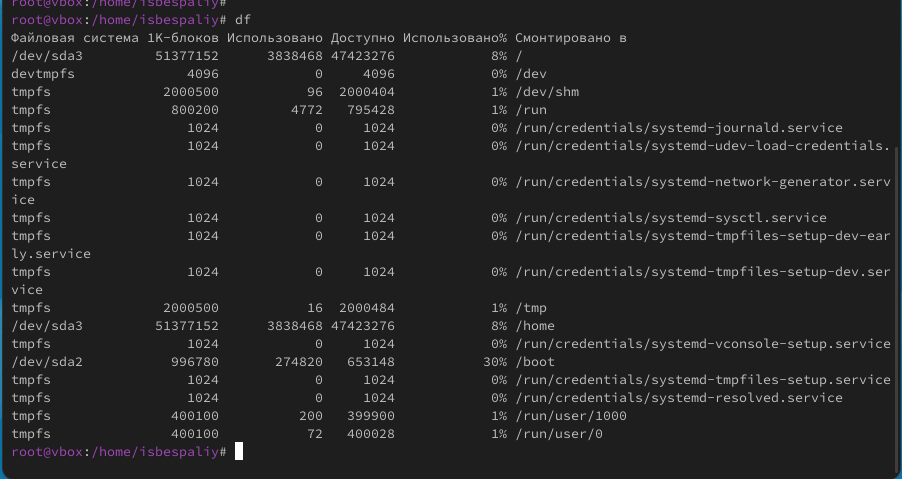 root@vbox:/home/isbespaliy#
root@vbox:/home/isbespaliy# df
Файловая система 1K-блоков Использовано Доступно Использовано% Смонтировано в
/dev/sda3 51377152 3838468 47423276 8% /
devtmpfs 4096 0 4096 0% /dev
tmpfs 2000500 96 2000404 1% /dev/shm
tmpfs 800200 4772 795428 1% /run
tmpfs 1024 0 1024 0% /run/credentials/systemd-journald.service
tmpfs 1024 0 1024 0% /run/credentials/systemd-udev-load-credentials.
service
tmpfs 1024 0 1024 0% /run/credentials/systemd-network-generator.serv
ice
tmpfs 1024 0 1024 0% /run/credentials/systemd-sysctl.service
tmpfs 1024 0 1024 0% /run/credentials/systemd-tmpfiles-setup-dev-ear
ly.service
tmpfs 1024 0 1024 0% /run/credentials/systemd-tmpfiles-setup-dev.ser
vice
tmpfs 2000500 16 2000484 1% /tmp
/dev/sda3 51377152 3838468 47423276 8% /home
tmpfs 1024 0 1024 0% /run/credentials/systemd-vconsole-setup.service
/dev/sda2 996780 274820 653148 30% /boot
tmpfs 1024 0 1024 0% /run/credentials/systemd-tmpfiles-setup.service
tmpfs 1024 0 1024 0% /run/credentials/systemd-resolved.service
tmpfs 400100 200 399900 1% /run/user/1000
tmpfs 400100 72 400028 1% /run/user/0
root@vbox:/home/isbespaliy#